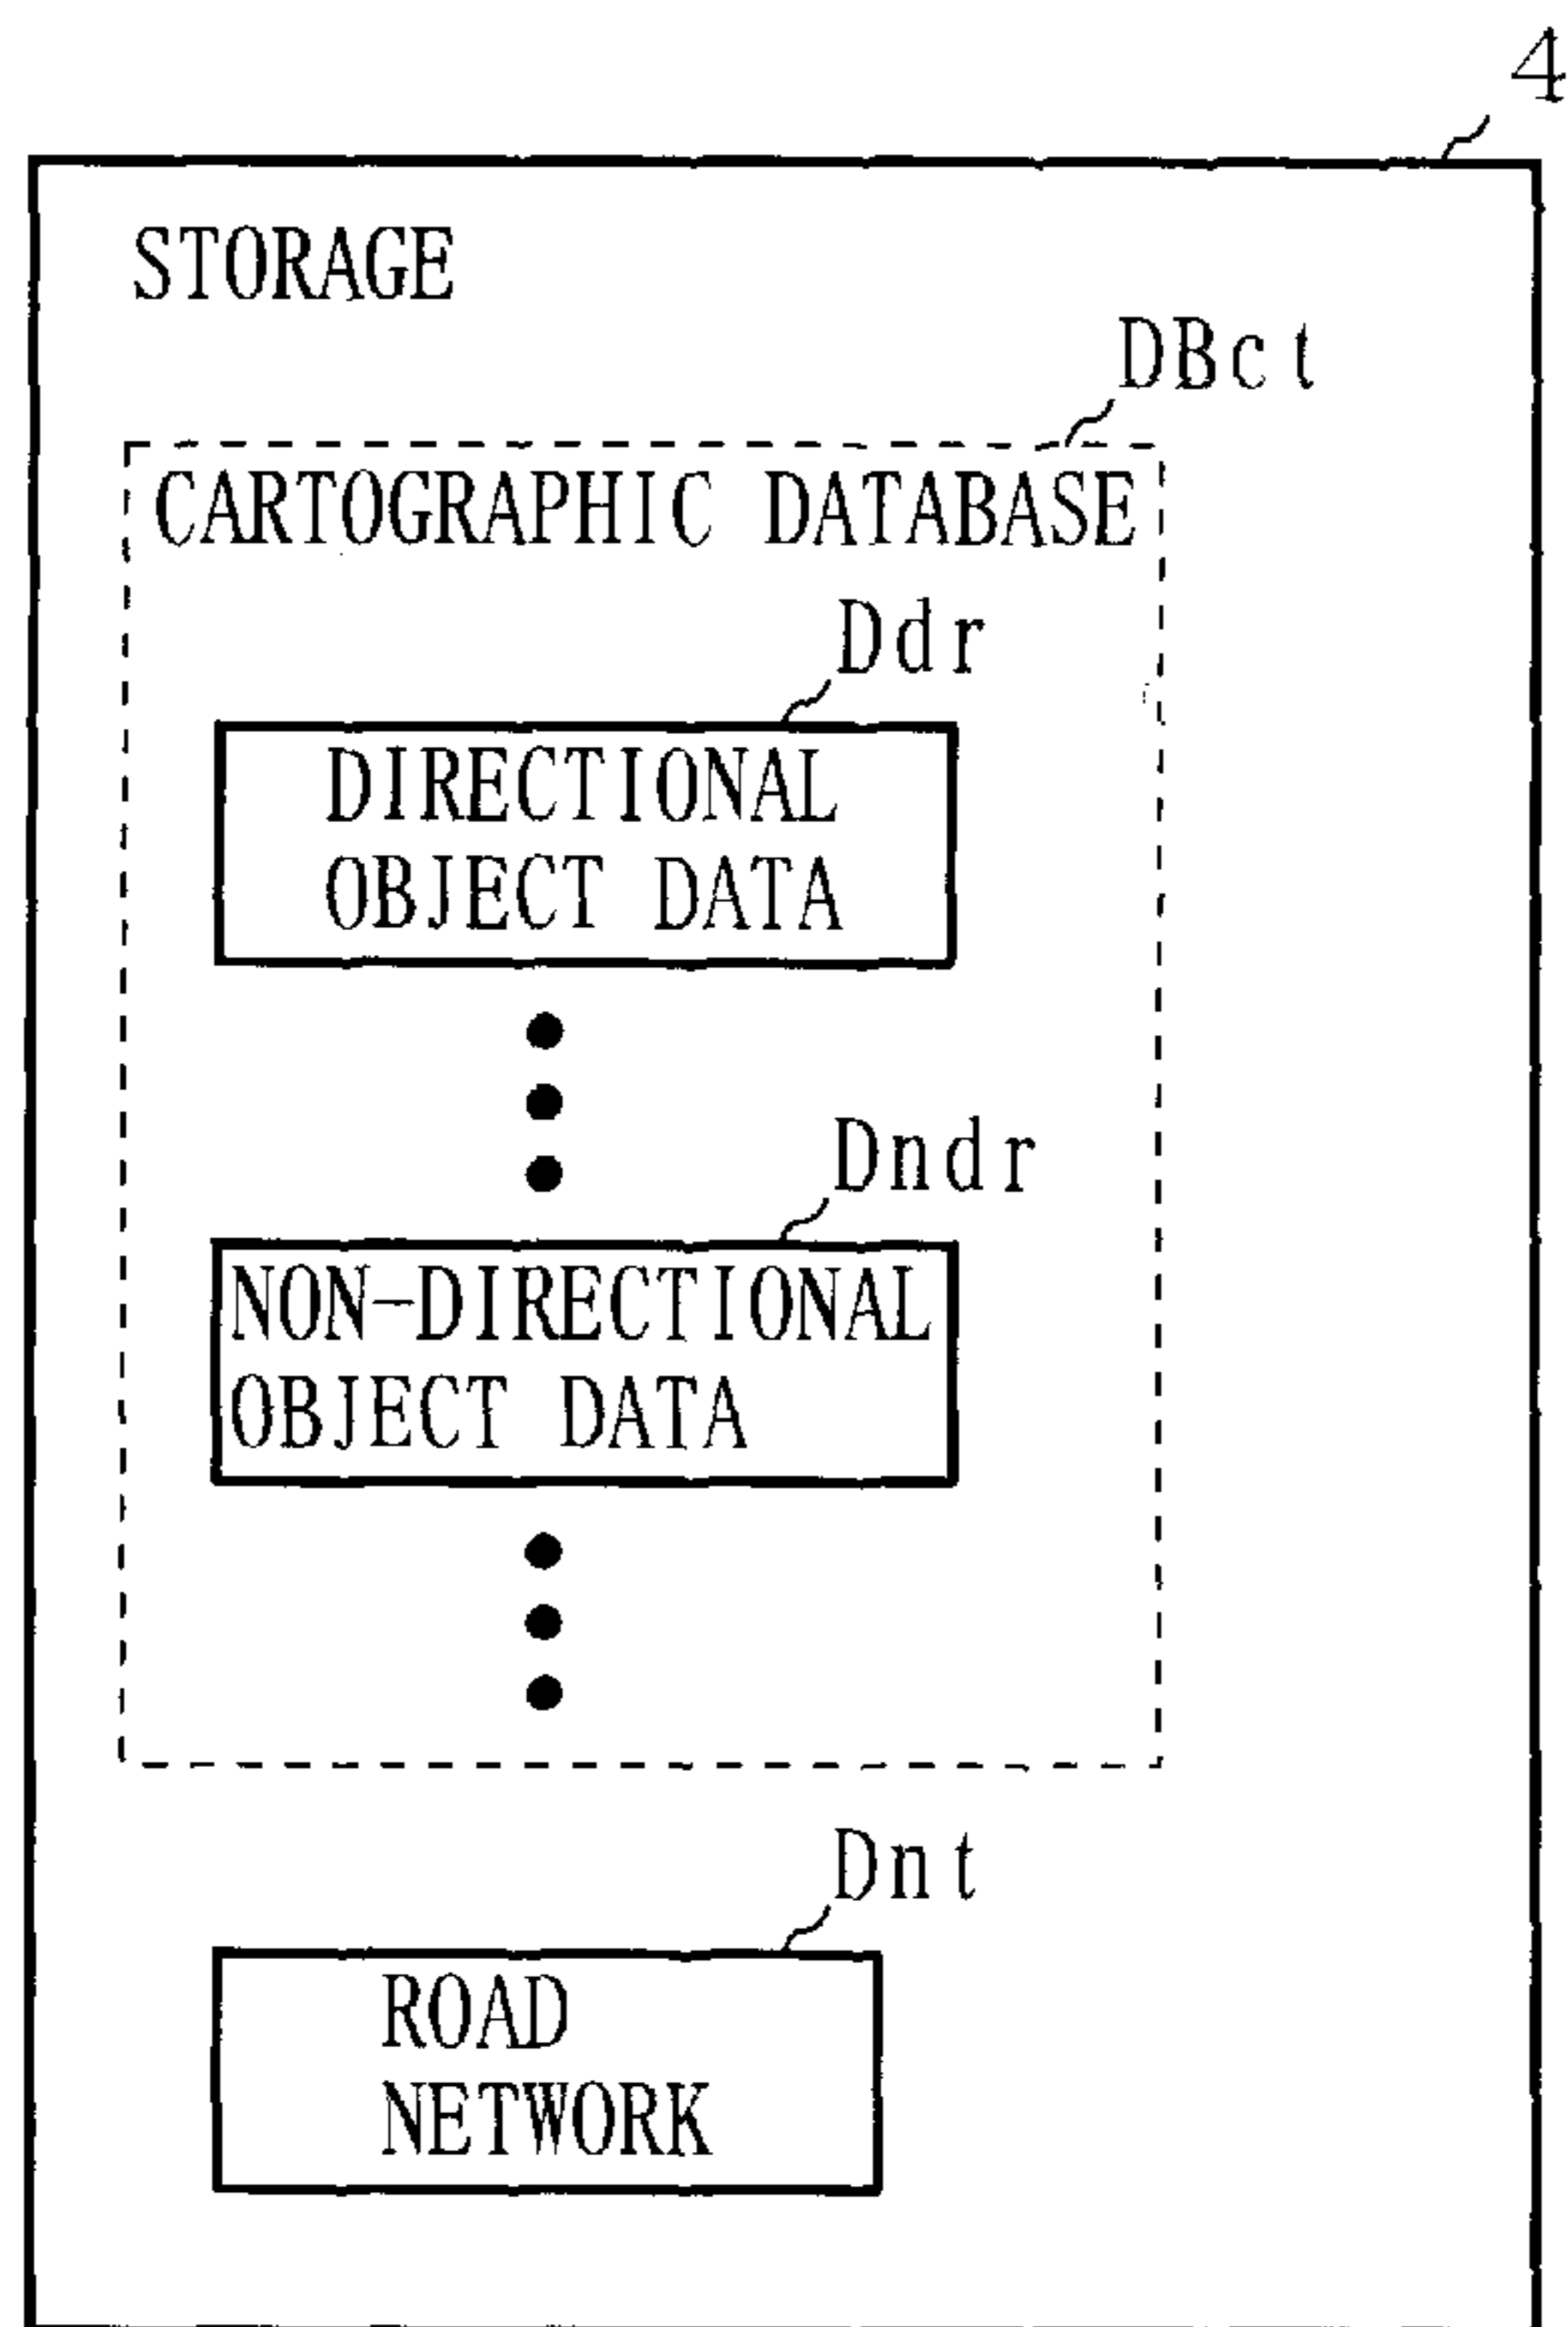 4
STORAGE
DBct
CARTOGRAPHIC DATABASE
Ddr
DIRECTIONAL
OBJECT DATA
Dndr
NON-DIRECTIONAL
OBJECT DATA
Dnt
ROAD
NETWORK